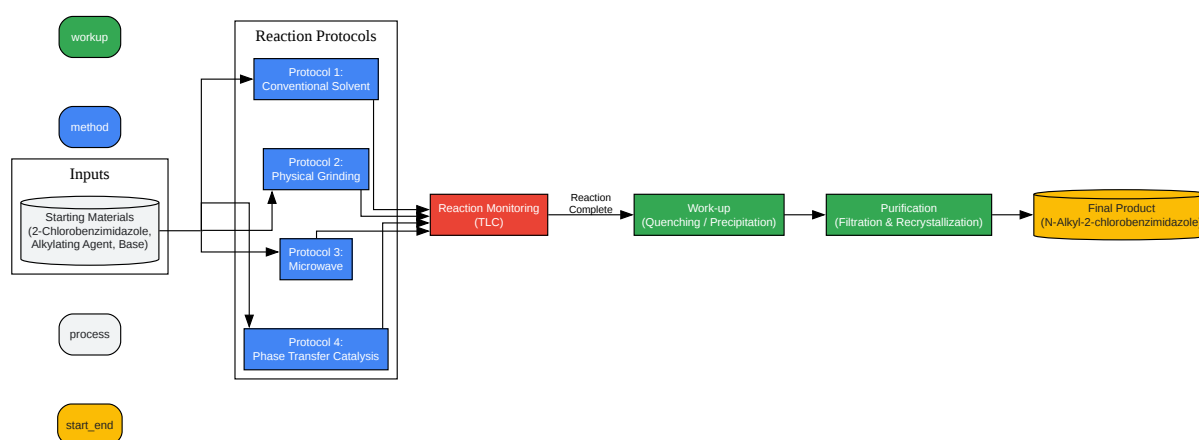 workup
method
Inputs
Starting Materials
(2-Chlorobenzimidazole,
Alkylating Agent, Base)
process
start_end
Reaction Protocols
Protocol 1:
Conventional Solvent
Protocol 2:
Physical Grinding
Protocol 3:
Microwave
Protocol 4:
Phase Transfer Catalysis
Reaction Monitoring
(TLC)
Reaction
Complete
Work-up
(Quenching / Precipitation)
Purification
(Filtration & Recrystallization)
Final Product
(N-Alkyl-2-chlorobenzimidazole)